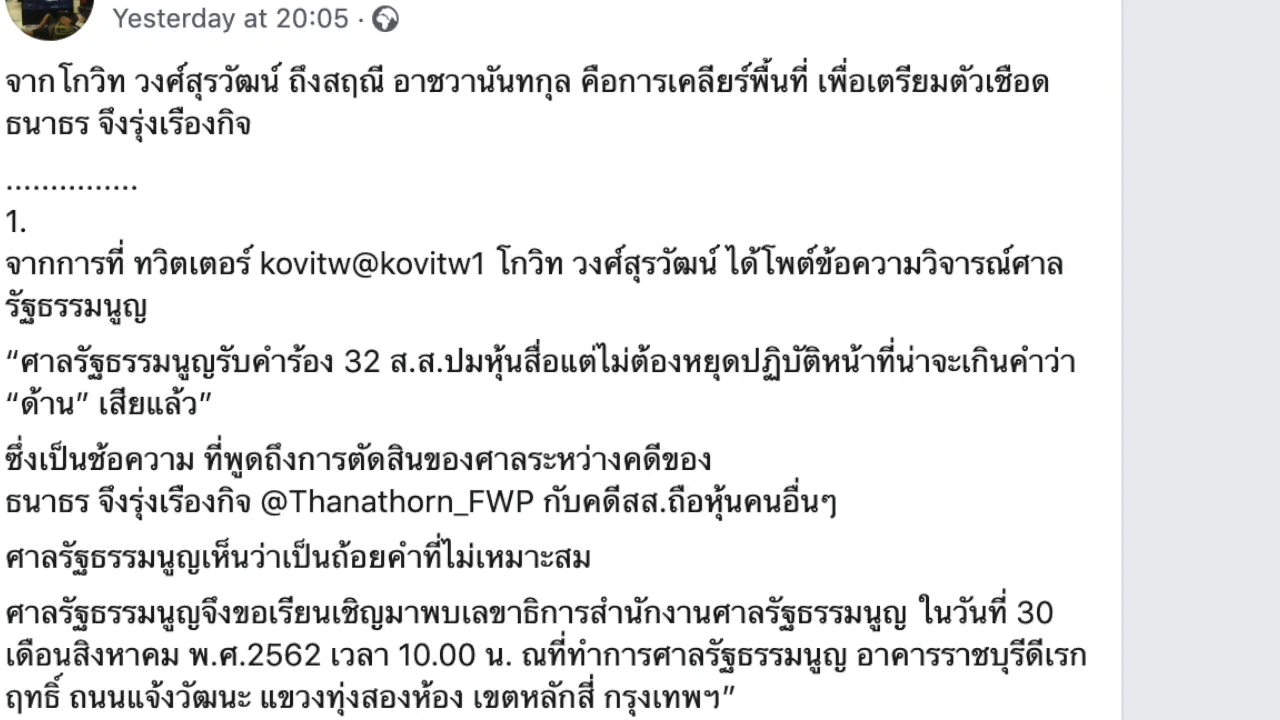 Yesterday at 20:05 ·
จากโกวิท วงศ์สุรวัฒน์ ถึงสฤณี อาชวานันทกุล คือการเคลียร์พื้นที่ เพื่อเตรียมตัวเชือด
ธนาธร จึงรุ่งเรืองกิจ
...............
1.
จากการที่ ทวิตเตอร์ kovitw@kovitw1 โกวิท วงศ์สุรวัฒน์ ได้โพต์ข้อความวิจารณ์ศาล
รัฐธรรมนูญ
“ศาลรัฐธรรมนูญรับคำร้อง 32 ส.ส.ปมหุ้นสื่อแต่ไม่ต้องหยุดปฏิบัติหน้าที่น่าจะเกินคำว่า
“ด้าน” เสียแล้ว”
ซึ่งเป็นช้อความ ที่พูดถึงการตัดสินของศาลระหว่างคดีของ
ธนาธร จึงรุ่งเรืองกิจ @Thanathorn_FWP กับคดีสส.ถือหุ้นคนอื่นๆ
ศาลรัฐธรรมนูญเห็นว่าเป็นถ้อยคำที่ไม่เหมาะสม
ศาลรัฐธรรมนูญจึงขอเรียนเชิญมาพบเลขาธิการสำนักงานศาลรัฐธรรมนูญ ในวันที่ 30
เดือนสิงหาคม พ.ศ.2562 เวลา 10.00 น. ณที่ทำการศาลรัฐธรรมนูญ อาคารราชบุรีดีเรก
ฤทธิ์ ถนนแจ้งวัฒนะ แขวงทุ่งสองห้อง เขตหลักสี่ กรุงเทพฯ”